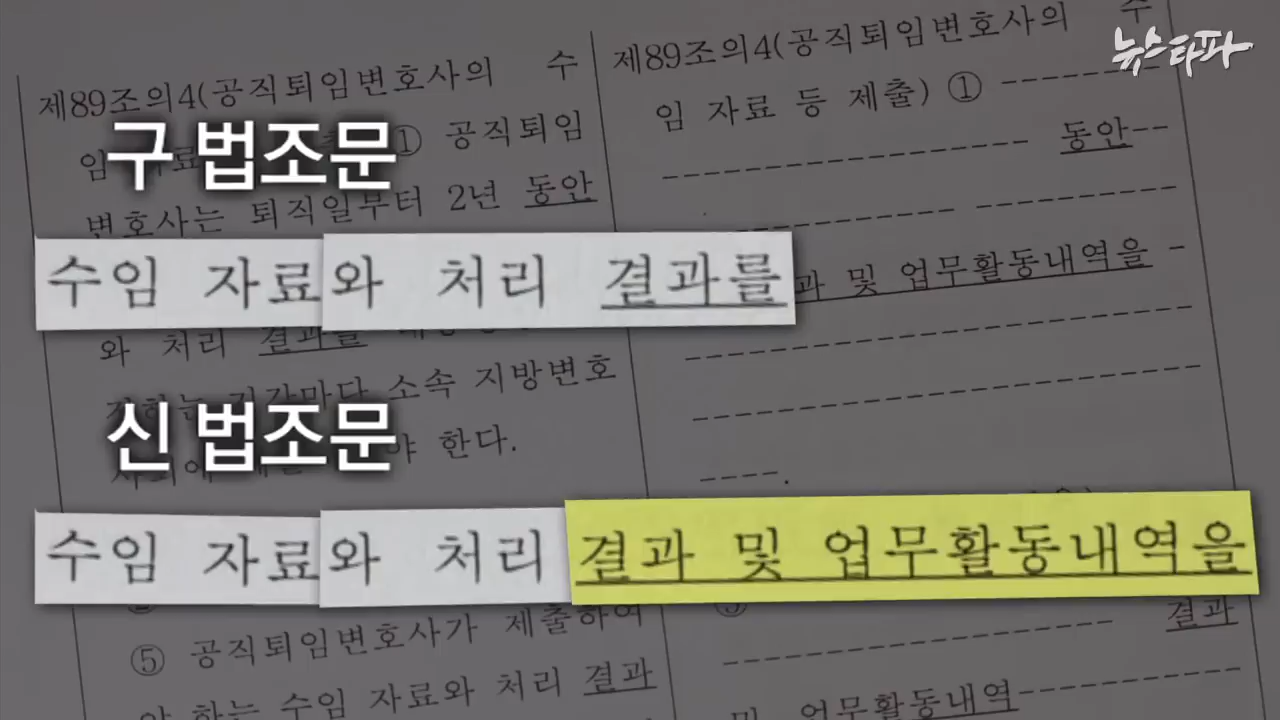 뉴스타파
제89조의4(공직퇴임변호사의 수
임 ① 공직퇴임
변호사는 퇴직일부터 2년 동안
와 처리 결과를
소속 지방변호
야 한다.
⑤ 공직퇴임변호사가 제출하여
야 하는 수임 자료와 처리 결과
제89조의4(공직퇴임변호사의 수
임 자료 등 제출) ① ----------
-------------------- 동안--
---------- -----------
과 및 업무활동내역을 -
----------------------------
----------------------------
----.
결과
및 업무활동내역------------
구 법조문
수임 자료와 처리 결과를
신 법조문
수임 자료와 처리 결과 및 업무활동내역을